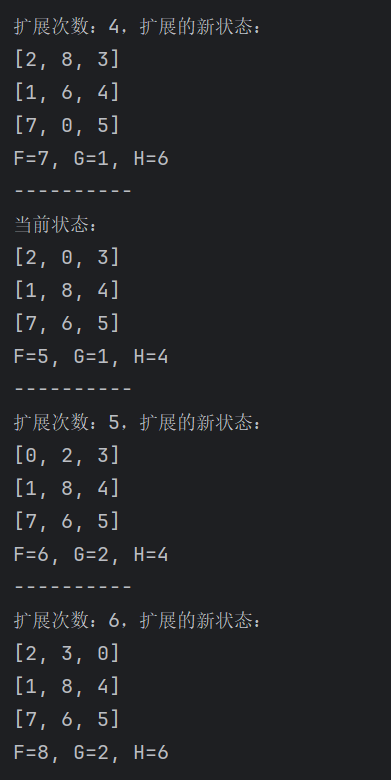 扩展次数：4，扩展的新状态：
[2, 8, 3]
[1, 6, 4]
[7, 0, 5]
F=7, G=1, H=6
----------
当前状态：
[2, 0, 3]
[1, 8, 4]
[7, 6, 5]
F=5, G=1, H=4
----------
扩展次数：5，扩展的新状态：
[0, 2, 3]
[1, 8, 4]
[7, 6, 5]
F=6, G=2, H=4
----------
扩展次数：6，扩展的新状态：
[2, 3, 0]
[1, 8, 4]
[7, 6, 5]
F=8, G=2, H=6